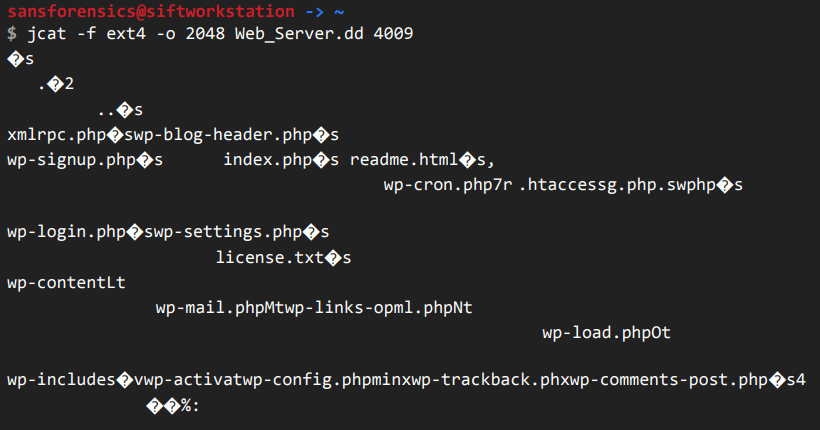 sansforensics@siftworkstation -> ~
$ jcat -f ext4 -o 2048 Web_Server.dd 4009
�s
.�2
..�s
xmlrpc.php�swp-blog-header.php�s
wp-signup.php�s index.php�s readme.html�s,
wp-cron.php7r .htaccessg.php.swphp�s
wp-login.php�swp-settings.php�s
license.txt�s
wp-contentLt
wp-mail.phpMtwp-links-opml.phpNt
wp-load.phpOt
wp-includes�vwp-activatwp-config.phpminxwp-trackback.phxwp-comments-post.php�s4
��%: